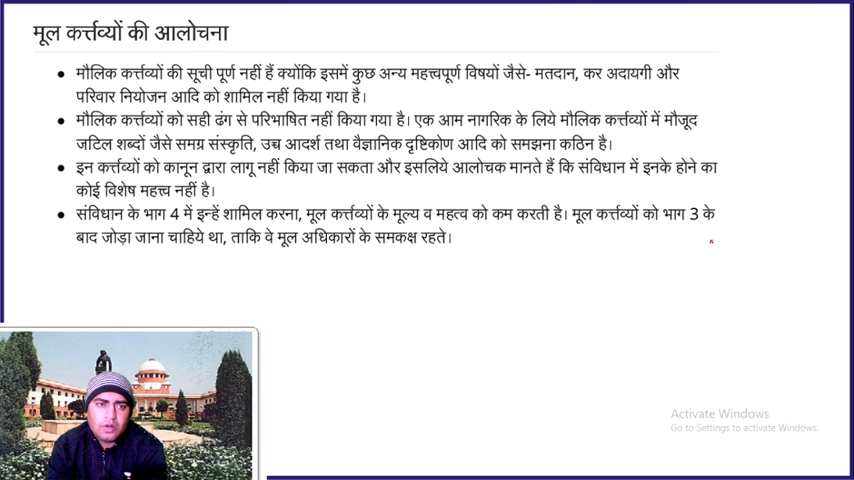 मूल कर्त्तव्यों की आलोचना
मौलिक कर्त्तव्यों की सूची पूर्ण नहीं हैं क्योंकि इसमें कुछ अन्य महत्त्वपूर्ण विषयों जैसे- मतदान, कर अदायगी और
परिवार नियोजन आदि को शामिल नहीं किया गया है।
मौलिक कर्त्तव्यों को सही ढंग से परिभाषित नहीं किया गया है। एक आम नागरिक के लिये मौलिक कर्त्तव्यों में मौजूद
जटिल शब्दों जैसे समग्र संस्कृति, उच्च आदर्श तथा वैज्ञानिक दृष्टिकोण आदि को समझना कठिन है।
इन कर्त्तव्यों को कानून द्वारा लागू नहीं किया जा सकता और इसलिये आलोचक मानते हैं कि संविधान में इनके होने का
कोई विशेष महत्त्व नहीं है।
संविधान के भाग 4 में इन्हें शामिल करना, मूल कर्त्तव्यों के मूल्य व महत्व को कम करती है। मूल कर्त्तव्यों को भाग 3 के
बाद जोड़ा जाना चाहिये था, ताकि वे मूल अधिकारों के समकक्ष रहते।
Activate Windows
Go to Settings to activate Windows.